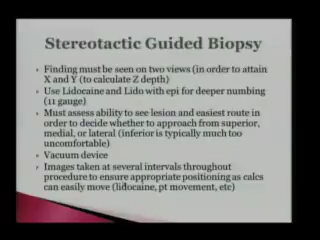 Stereotactic Guided Biopsy
Finding must be seen on two views (in order to attain
X and Y (to calculate Z depth)
Use Lidocaine and Lido with epi for deeper numbing
(11 gauge)
Must assess ability to see lesion and easiest route in
order to decide whether to approach from superior,
medial, or lateral (inferior is typically much too
uncomfortable)
Vacuum device
Images taken at several intervals throughout
procedure to ensure appropriate positioning as calcs
can easily move (lidocaine, pt movement, etc)